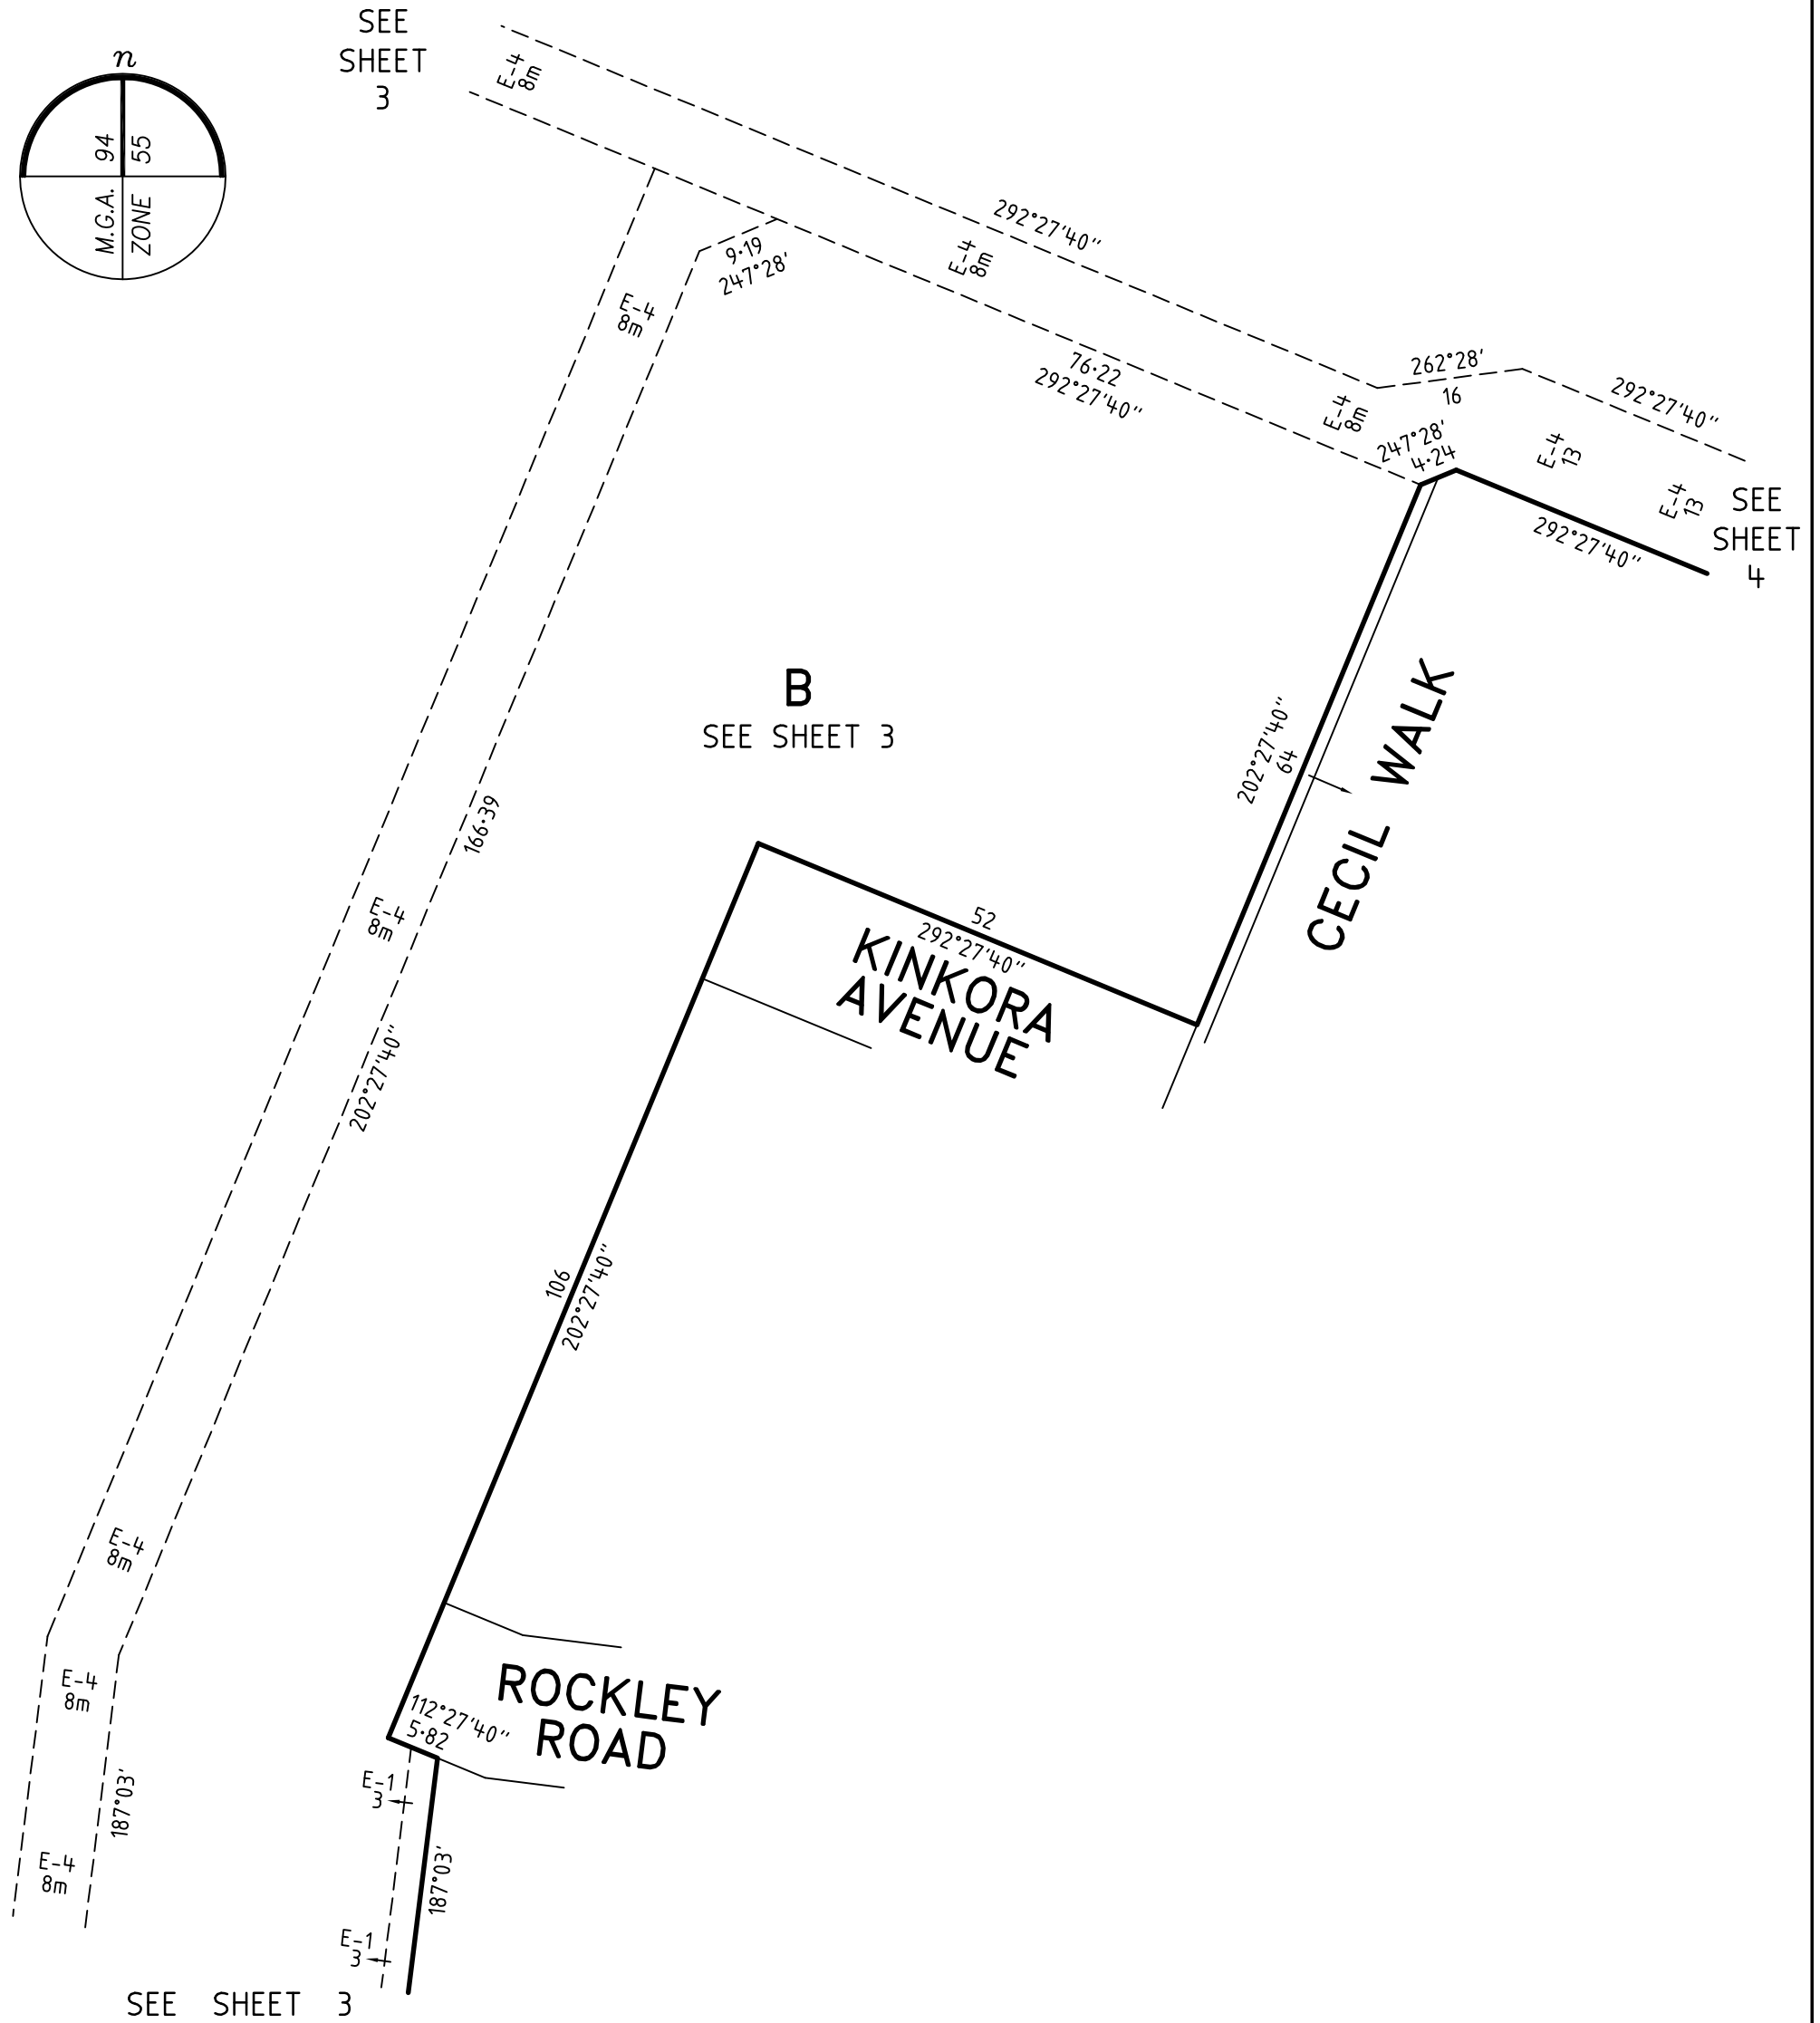 SEE
SHEET
3
n
94
55
M.G.A.
ZONE
E-4
8m
292°27'40"
E-4
8m
9·19
247°28'
E-4
8m
76·22
292°27'40"
262°28'
16
292°27'40"
E-4
8m
247°28'
4·24
E-4
13
E-4
13
SEE
SHEET
4
292°27'40"
B
SEE SHEET 3
202°27'40"
64
CECIL WALK
166·39
E-4
8m
52
292°27'40"
KINKORA
AVENUE
202°27'40"
106
202°27'40"
E-4
8m
E-4
8m
ROCKLEY
ROAD
112°27'40"
5·82
E-1
3
187°03'
E-4
8m
187°03'
E-1
3
SEE SHEET 3